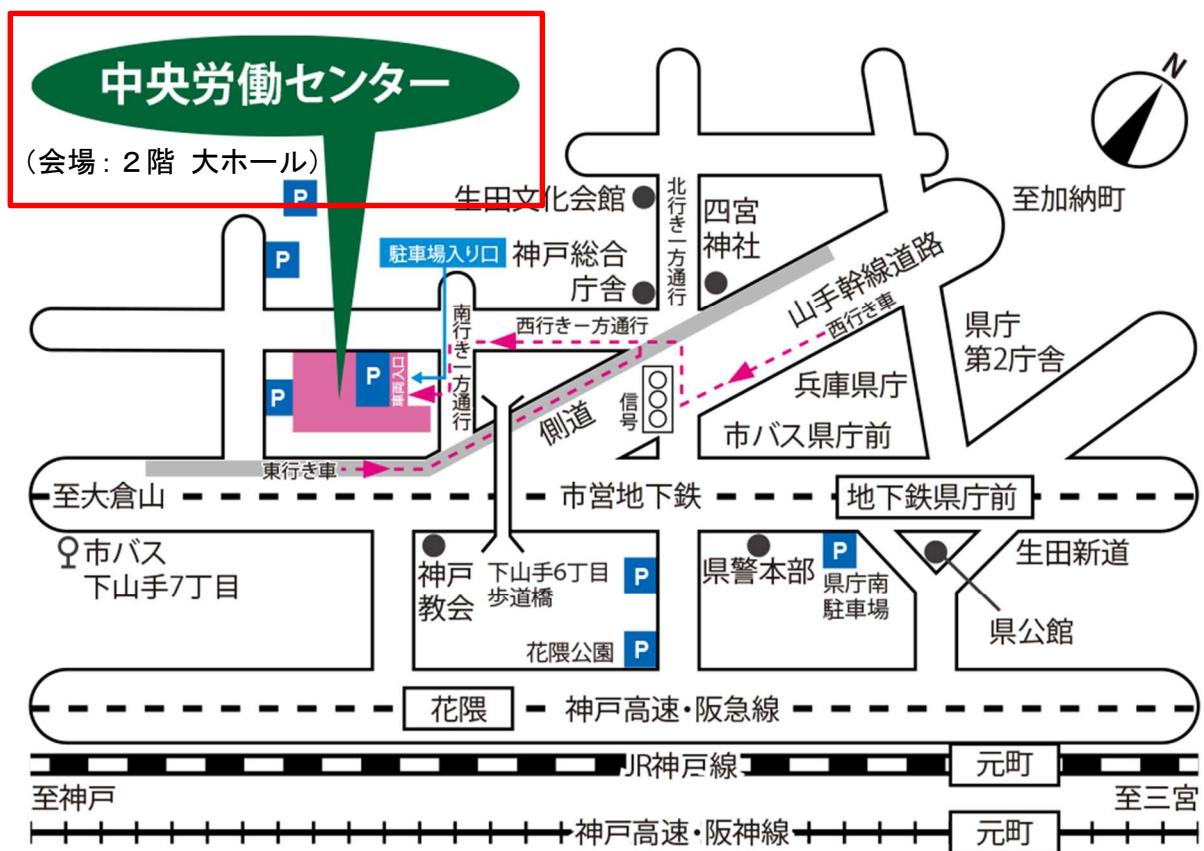 中央労働センター
(会場：２階 大ホール)
N
P
P
生田文化会館
北行き一方通行
四宮
神社
至加納町
駐車場入り口
神戸総合
庁舎
山手幹線道路
西行き車
南行き一方通行
西行き一方通行
県庁
第2庁舎
P
車両入口
P
信号
側道
兵庫県庁
市バス県庁前
東行き車
至大倉山
市営地下鉄
地下鉄県庁前
市バス
下山手7丁目
神戸
教会
下山手6丁目
歩道橋
P
県警本部
P
県庁南
駐車場
生田新道
県公館
花隈公園
P
花隈
神戸高速・阪急線
JR神戸線
元町
至神戸
至三宮
神戸高速・阪神線
元町